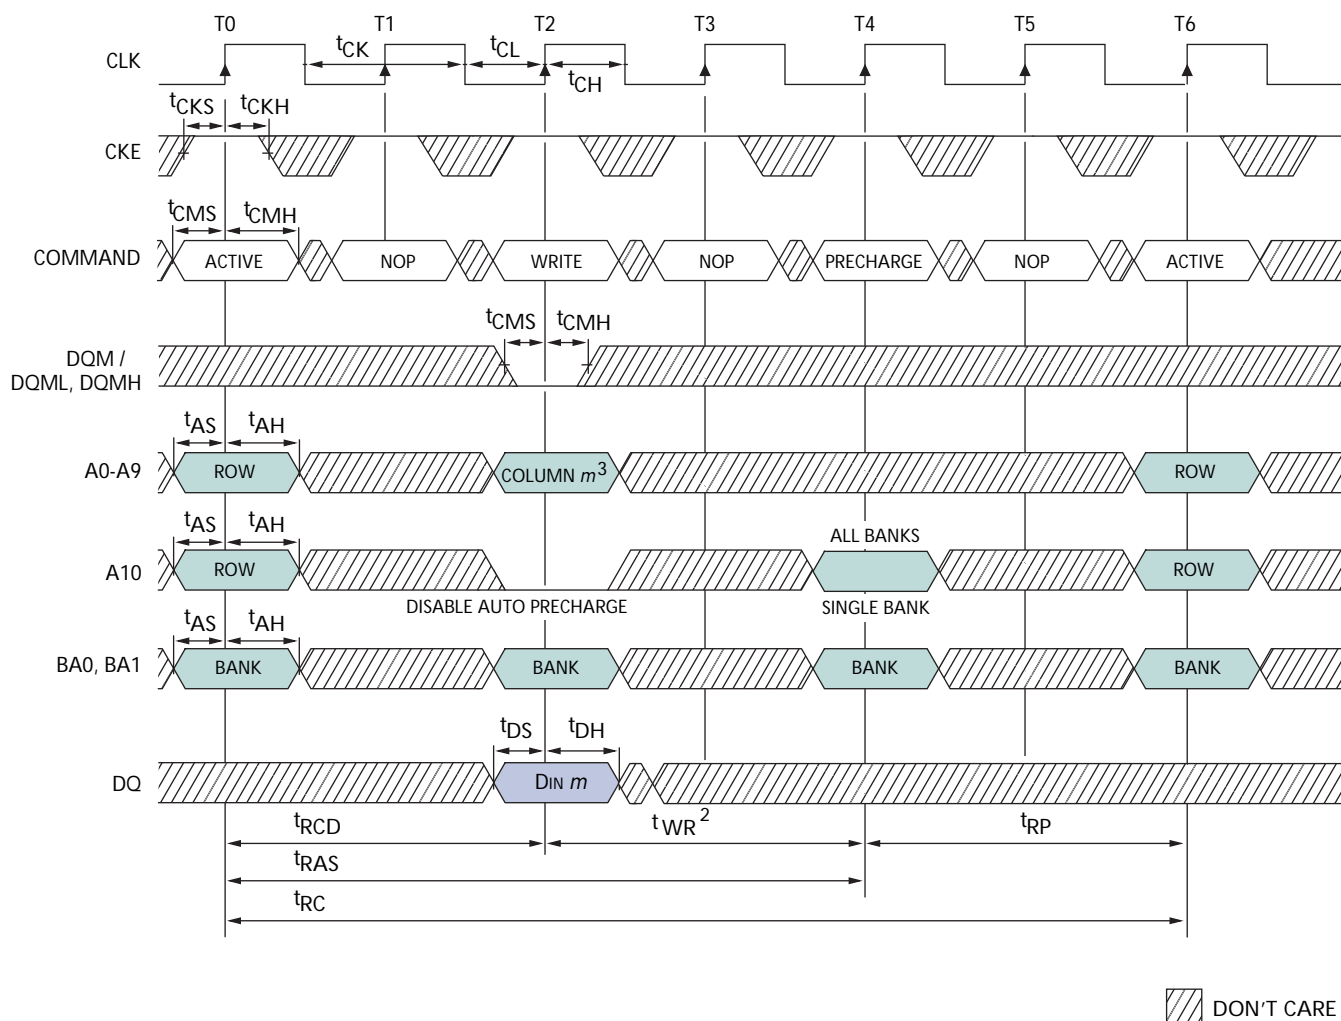 T0 T1 T2 T3 T4 T5 T6
CLK
tCK tCL
tCH
tCKS tCKH
CKE
tCMS tCMH
COMMAND ACTIVE NOP WRITE NOP PRECHARGE NOP ACTIVE
tCMS tCMH
DQM /
DQML, DQMH
tAS tAH
A0-A9 ROW COLUMN m3 ROW
tAS tAH
ALL BANKS
A10 ROW ROW
DISABLE AUTO PRECHARGE SINGLE BANK
tAS tAH
BA0, BA1 BANK BANK BANK BANK
tDS tDH
DQ DIN m
tRCD tWR2 tRP
tRAS
tRC
DON'T CARE